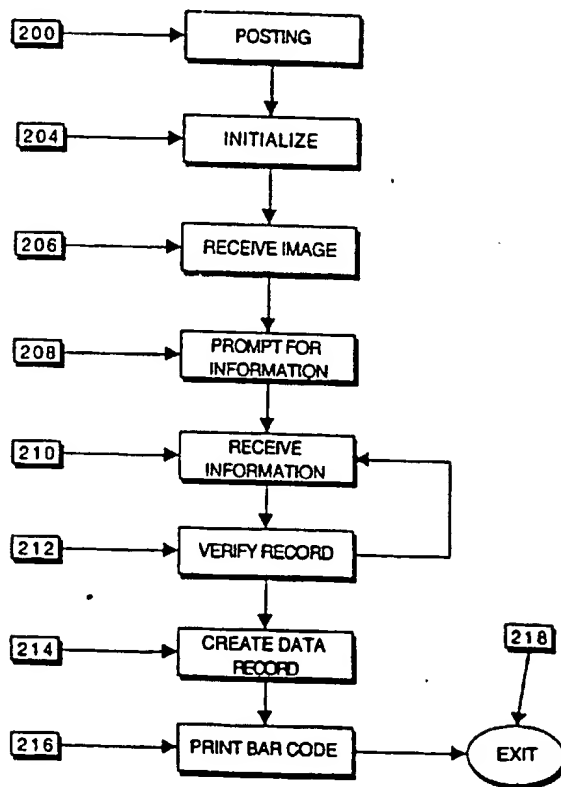 200
POSTING
204
INITIALIZE
206
RECEIVE IMAGE
208
PROMPT FOR
INFORMATION
210
RECEIVE
INFORMATION
212
VERIFY RECORD
214
CREATE DATA
RECORD
218
216
PRINT BAR CODE
EXIT